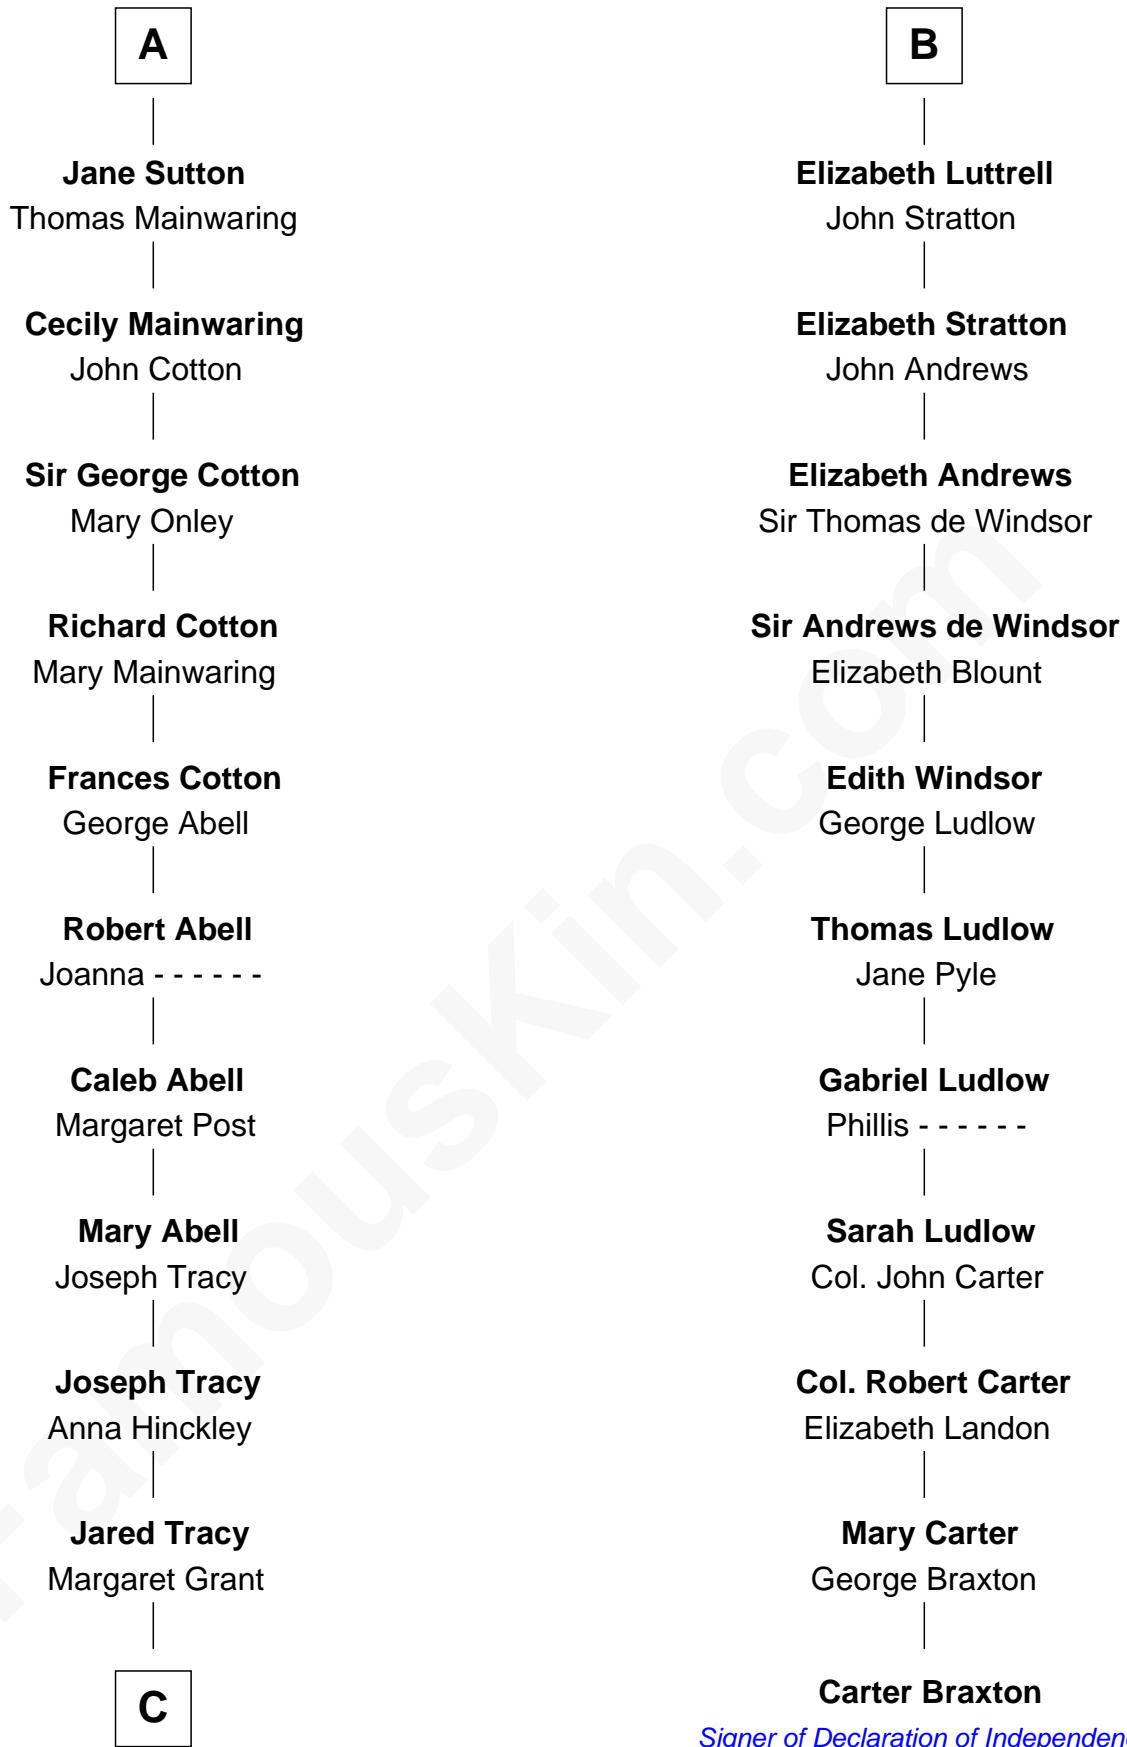 A
Jane Sutton
Thomas Mainwaring
Cecily Mainwaring
John Cotton
Sir George Cotton
Mary Onley
Richard Cotton
Mary Mainwaring
Frances Cotton
George Abell
Robert Abell
Joanna - - - - - -
Caleb Abell
Margaret Post
Mary Abell
Joseph Tracy
Joseph Tracy
Anna Hinckley
Jared Tracy
Margaret Grant
C
B
Elizabeth Luttrell
John Stratton
Elizabeth Stratton
John Andrews
Elizabeth Andrews
Sir Thomas de Windsor
Sir Andrews de Windsor
Elizabeth Blount
Edith Windsor
George Ludlow
Thomas Ludlow
Jane Pyle
Gabriel Ludlow
Phillis - - - - - -
Sarah Ludlow
Col. John Carter
Col. Robert Carter
Elizabeth Landon
Mary Carter
George Braxton
Carter Braxton
Signer of Declaration of Independenc
FamousKin.com